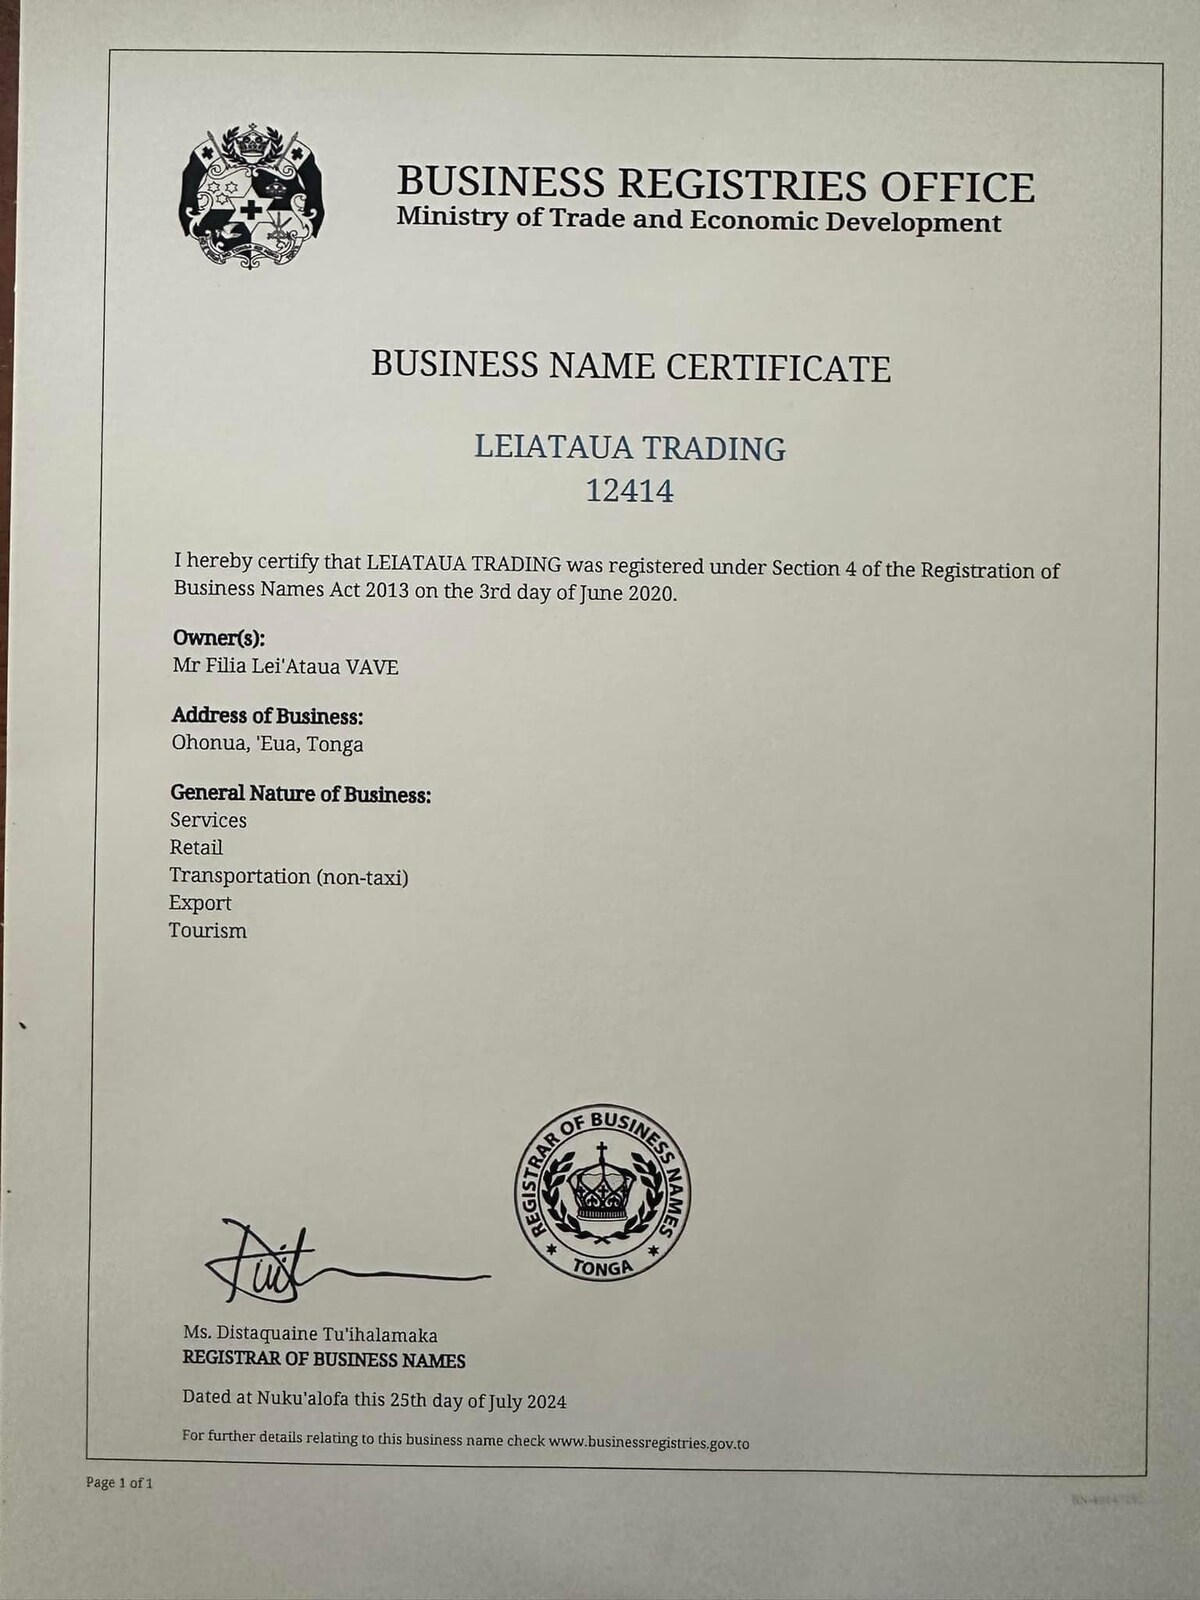 BUSINESS REGISTRIES OFFICE
Ministry of Trade and Economic Development
BUSINESS NAME CERTIFICATE
LEIATAUA TRADING
12414
I hereby certify that LEIATAUA TRADING was registered under Section 4 of the Registration of
Business Names Act 2013 on the 3rd day of June 2020.
Owner(s):
Mr Filia Lei'Ataua VAVE
Address of Business:
Ohonua, 'Eua, Tonga
General Nature of Business:
Services
Retail
Transportation (non-taxi)
Export
Tourism
REGISTRAR OF BUSINESS NAMES
TONGA
Ms. Distaquaine Tu'ihalamaka
REGISTRAR OF BUSINESS NAMES
Dated at Nuku'alofa this 25th day of July 2024
For further details relating to this business name check www.businessregistries.gov.to
Page 1 of 1